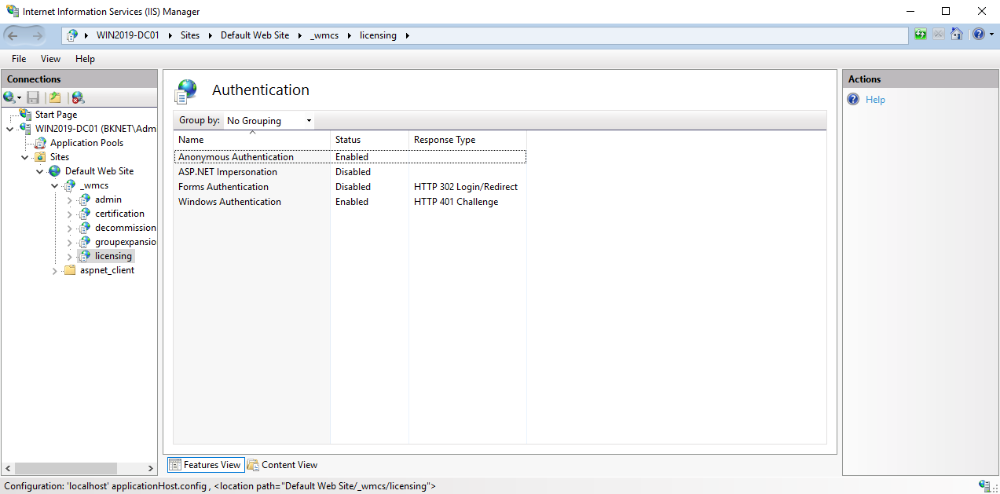 Internet Information Services (IIS) Manager
WIN2019-DC01 Sites Default Web Site _wmcs licensing
File View Help
Connections
Start Page
WIN2019-DC01 (BKNET\Adm
Application Pools
Sites
Default Web Site
_wmcs
admin
certification
decommission
groupexpansio
licensing
aspnet_client
Authentication
Group by: No Grouping
Name Status Response Type
Anonymous Authentication Enabled
ASP.NET Impersonation Disabled
Forms Authentication Disabled HTTP 302 Login/Redirect
Windows Authentication Enabled HTTP 401 Challenge
Features View Content View
Actions
Help
Configuration: 'localhost' applicationHost.config , <location path="Default Web Site/_wmcs/licensing">